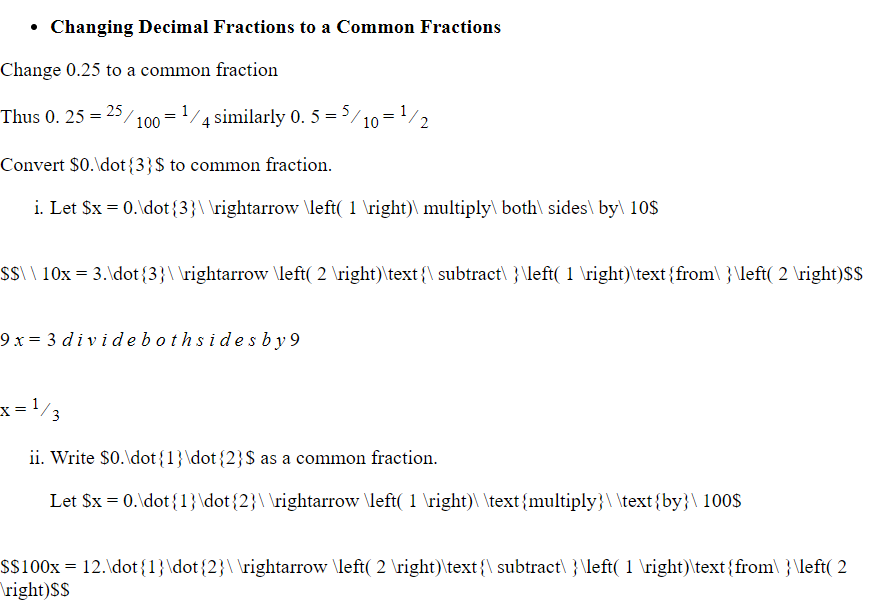 • Changing Decimal Fractions to a Common Fractions
Change 0.25 to a common fraction
Thus 0. 25 = 25/100 = 1/4 similarly 0. 5 = 5/10 = 1/2
Convert $0.\dot{3}$ to common fraction.
i. Let $x = 0.\dot{3}\ \rightarrow \left( 1 \right)\ multiply\ both\ sides\ by\ 10$
$$\ \ 10x = 3.\dot{3}\ \rightarrow \left( 2 \right)\text{\ subtract\ }\left( 1 \right)\text{from\ }\left( 2 \right)$$
9 x = 3 d i v i d e b o t h s i d e s b y 9
x = 1/3
ii. Write $0.\dot{1}\dot{2}$ as a common fraction.
Let $x = 0.\dot{1}\dot{2}\ \rightarrow \left( 1 \right)\ \text{multiply}\ \text{by}\ 100$
$$100x = 12.\dot{1}\dot{2}\ \rightarrow \left( 2 \right)\text{\ subtract\ }\left( 1 \right)\text{from\ }\left( 2
\right)$$